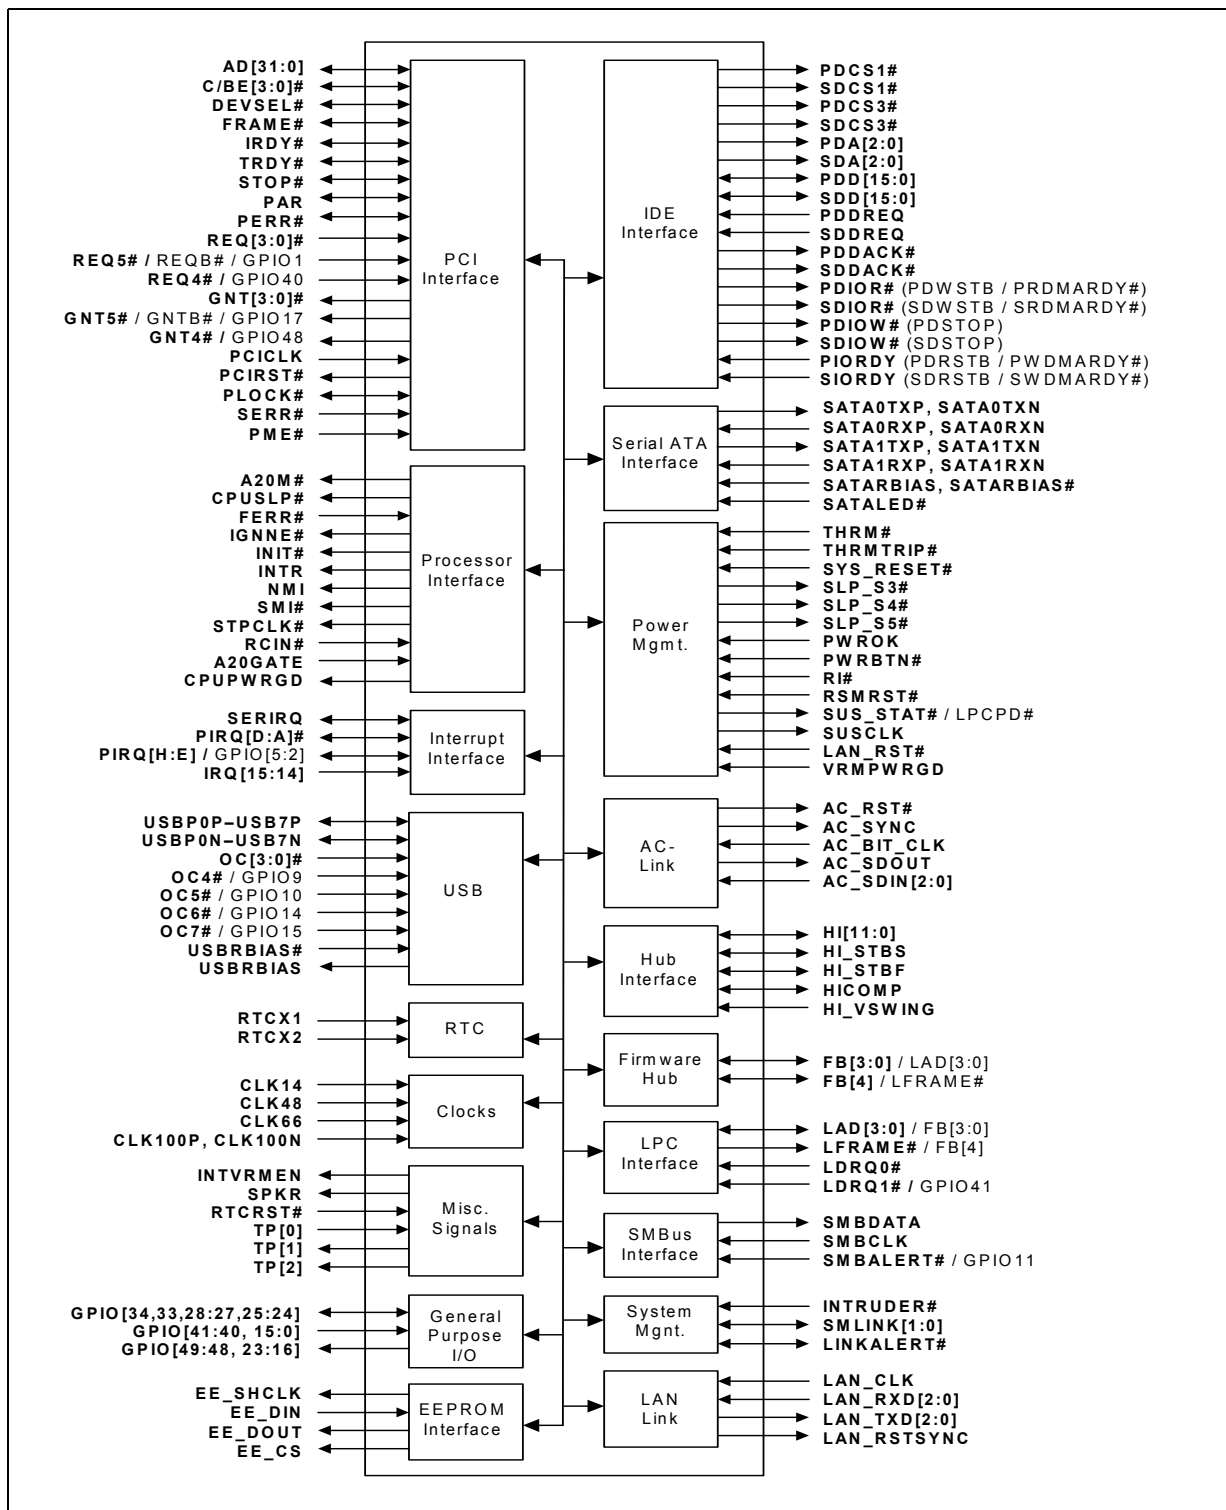 AD[31:0]
C/BE[3:0]#
DEVSEL#
FRAME#
IRDY#
TRDY#
STOP#
PAR
PERR#
REQ[3:0]#
REQ5# / REQB# / GPIO1
REQ4# / GPIO40
GNT[3:0]#
GNT5# / GNTB# / GPIO17
GNT4# / GPIO48
PCICLK
PCIRST#
PLOCK#
SERR#
PME#
PCI
Interface
A20M#
CPUSLP#
FERR#
IGNNE#
INIT#
INTR
NMI
SMI#
STPCLK#
RCIN#
A20GATE
CPUPWRGD
Processor
Interface
SERIRQ
PIRQ[D:A]#
PIRQ[H:E] / GPIO[5:2]
IRQ[15:14]
Interrupt
Interface
USBP0P–USB7P
USBP0N–USB7N
OC[3:0]#
OC4# / GPIO9
OC5# / GPIO10
OC6# / GPIO14
OC7# / GPIO15
USBRBIAS#
USBRBIAS
USB
RTCX1
RTCX2
RTC
CLK14
CLK48
CLK66
CLK100P, CLK100N
Clocks
INTVRMEN
SPKR
RTCRST#
TP[0]
TP[1]
TP[2]
Misc.
Signals
GPIO[34,33,28:27,25:24]
GPIO[41:40, 15:0]
GPIO[49:48, 23:16]
General
Purpose
I/O
EE_SHCLK
EE_DIN
EE_DOUT
EE_CS
EEPROM
Interface
IDE
Interface
PDCS1#
SDCS1#
PDCS3#
SDCS3#
PDA[2:0]
SDA[2:0]
PDD[15:0]
SDD[15:0]
PDDREQ
SDDREQ
PDDACK#
SDDACK#
PDIOR# (PDWSTB / PRDMARDY#)
SDIOR# (SDWSTB / SRDMARDY#)
PDIOW# (PDSTOP)
SDIOW# (SDSTOP)
PIORDY (PDRSTB / PWDMARDY#)
SIORDY (SDRSTB / SWDMARDY#)
Serial ATA
Interface
SATA0TXP, SATA0TXN
SATA0RXP, SATA0RXN
SATA1TXP, SATA1TXN
SATA1RXP, SATA1RXN
SATARBIAS, SATARBIAS#
SATALED#
Power
Mgmt.
THRM#
THRMTRIP#
SYS_RESET#
SLP_S3#
SLP_S4#
SLP_S5#
PWROK
PWRBTN#
RI#
RSMRST#
SUS_STAT# / LPCPD#
SUSCLK
LAN_RST#
VRMPWRGD
AC-
Link
AC_RST#
AC_SYNC
AC_BIT_CLK
AC_SDOUT
AC_SDIN[2:0]
Hub
Interface
HI[11:0]
HI_STBS
HI_STBF
HICOMP
HI_VSWING
Firmware
Hub
FB[3:0] / LAD[3:0]
FB[4] / LFRAME#
LPC
Interface
LAD[3:0] / FB[3:0]
LFRAME# / FB[4]
LDRQ0#
LDRQ1# / GPIO41
SMBus
Interface
SMBDATA
SMBCLK
SMBALERT# / GPIO11
System
Mgnt.
INTRUDER#
SMLINK[1:0]
LINKALERT#
LAN
Link
LAN_CLK
LAN_RXD[2:0]
LAN_TXD[2:0]
LAN_RSTSYNC